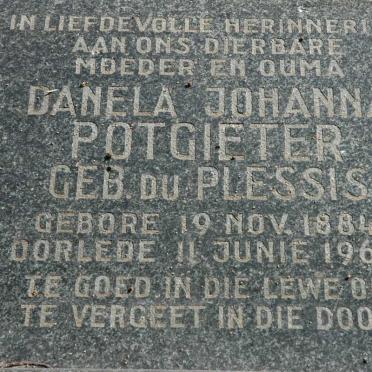 IN LIEFDEVOLLE HERINNERI
AAN ONS DIERBARE
MOEDER EN OUMA
DANELA JOHANNA
POTGIETER
GEB. DU PLESSIS
GEBORE 19 NOV. 1884
OORLEDE 11 JUNIE 196
TE GOED IN DIE LEWE O
TE VERGEET IN DIE DOO